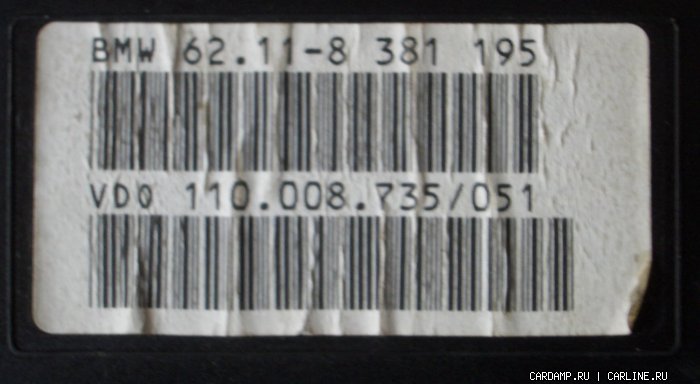 BMW 62.11-8 381 195
VDO 110.008.735/051
CARDAMP.RU | CARLINE.RU